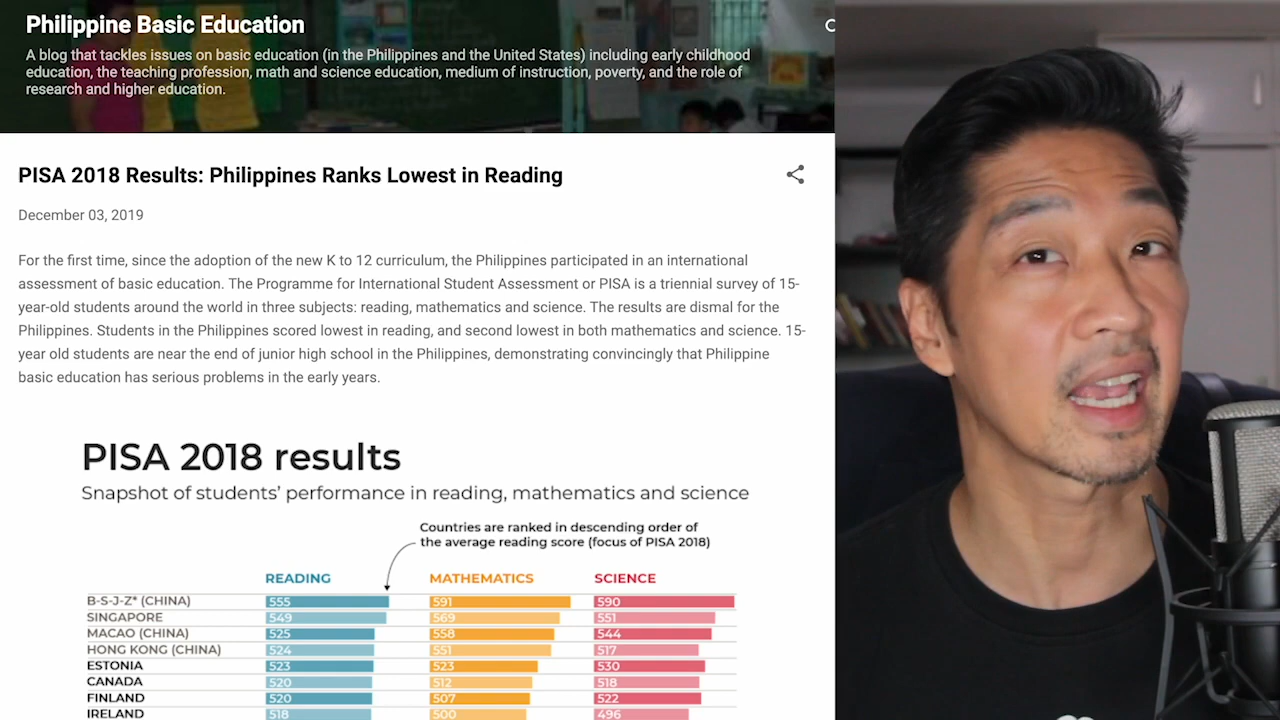 Philippine Basic Education
A blog that tackles issues on basic education (in the Philippines and the United States) including early childhood
education, the teaching profession, math and science education, medium of instruction, poverty, and the role of
research and higher education.
PISA 2018 Results: Philippines Ranks Lowest in Reading
December 03, 2019
For the first time, since the adoption of the new K to 12 curriculum, the Philippines participated in an international
assessment of basic education. The Programme for International Student Assessment or PISA is a triennial survey of 15-
year-old students around the world in three subjects: reading, mathematics and science. The results are dismal for the
Philippines. Students in the Philippines scored lowest in reading, and second lowest in both mathematics and science. 15-
year old students are near the end of junior high school in the Philippines, demonstrating convincingly that Philippine
basic education has serious problems in the early years.
PISA 2018 results
Snapshot of students' performance in reading, mathematics and science
Countries are ranked in descending order of
the average reading score (focus of PISA 2018)
READING MATHEMATICS SCIENCE
B-S-J-Z* (CHINA) 555 591 590
SINGAPORE 549 569 551
MACAO (CHINA) 525 558 544
HONG KONG (CHINA) 524 551 517
ESTONIA 523 523 530
CANADA 520 512 518
FINLAND 520 507 522
IRELAND 518 500 496